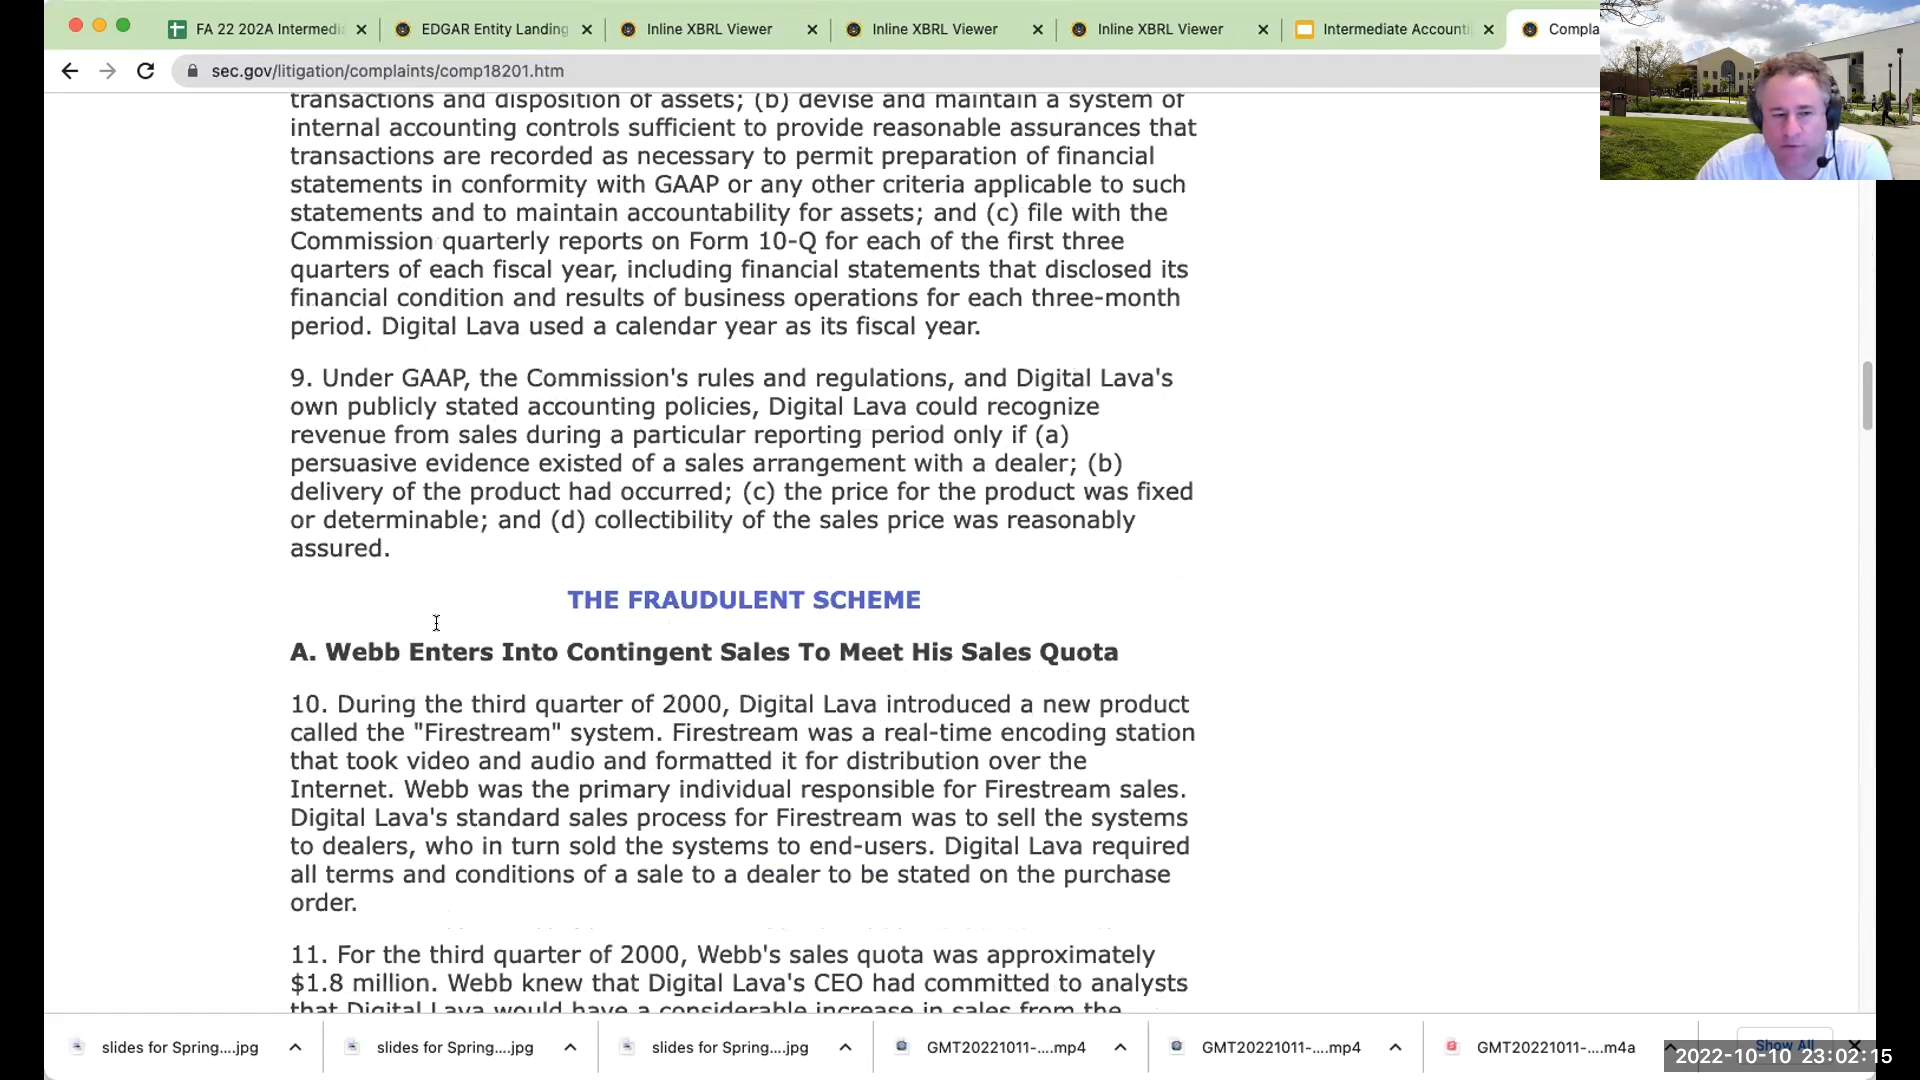 FA 22 202A Intermedi
EDGAR Entity Landing
Inline XBRL Viewer
Inline XBRL Viewer
Inline XBRL Viewer
Intermediate Accounti
Compla
sec.gov/litigation/complaints/comp18201.htm
transactions and disposition of assets; (b) devise and maintain a system of
internal accounting controls sufficient to provide reasonable assurances that
transactions are recorded as necessary to permit preparation of financial
statements in conformity with GAAP or any other criteria applicable to such
statements and to maintain accountability for assets; and (c) file with the
Commission quarterly reports on Form 10-Q for each of the first three
quarters of each fiscal year, including financial statements that disclosed its
financial condition and results of business operations for each three-month
period. Digital Lava used a calendar year as its fiscal year.
9. Under GAAP, the Commission's rules and regulations, and Digital Lava's
own publicly stated accounting policies, Digital Lava could recognize
revenue from sales during a particular reporting period only if (a)
persuasive evidence existed of a sales arrangement with a dealer; (b)
delivery of the product had occurred; (c) the price for the product was fixed
or determinable; and (d) collectibility of the sales price was reasonably
assured.
THE FRAUDULENT SCHEME
A. Webb Enters Into Contingent Sales To Meet His Sales Quota
10. During the third quarter of 2000, Digital Lava introduced a new product
called the "Firestream" system. Firestream was a real-time encoding station
that took video and audio and formatted it for distribution over the
Internet. Webb was the primary individual responsible for Firestream sales.
Digital Lava's standard sales process for Firestream was to sell the systems
to dealers, who in turn sold the systems to end-users. Digital Lava required
all terms and conditions of a sale to a dealer to be stated on the purchase
order.
11. For the third quarter of 2000, Webb's sales quota was approximately
$1.8 million. Webb knew that Digital Lava's CEO had committed to analysts
that Digital Lava would have a considerable increase in sales from the
slides for Spring....jpg
slides for Spring....jpg
slides for Spring....jpg
GMT20221011-....mp4
GMT20221011-....mp4
GMT20221011-....m4a
Show All
2022-10-10 23:02:15